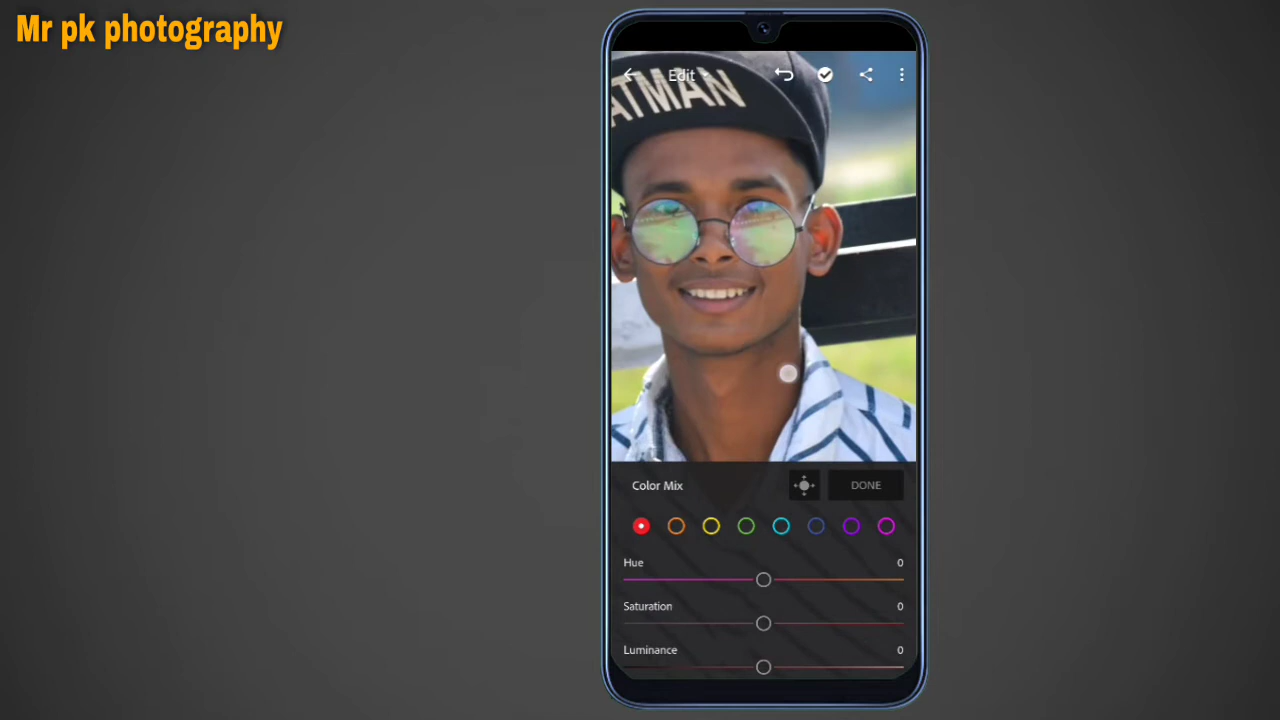 Mr pk photography
Edit
ATMAN
Color Mix
DONE
Hue 0
Saturation 0
Luminance 0